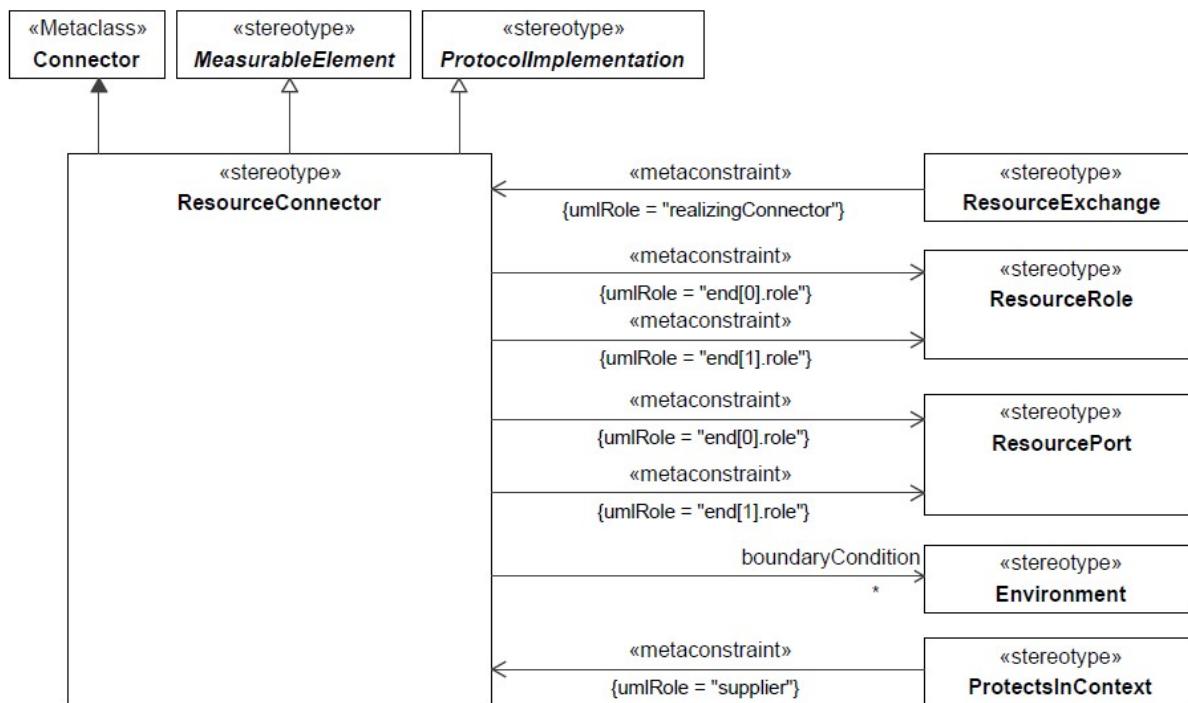 «Metaclass»
Connector
«stereotype»
MeasurableElement
«stereotype»
ProtocolImplementation
«stereotype»
ResourceConnector
«metaconstraint»
{umlRole = "realizingConnector"}
«stereotype»
ResourceExchange
«metaconstraint»
{umlRole = "end[0].role"}
«metaconstraint»
{umlRole = "end[1].role"}
«stereotype»
ResourceRole
«metaconstraint»
{umlRole = "end[0].role"}
«metaconstraint»
{umlRole = "end[1].role"}
«stereotype»
ResourcePort
boundaryCondition
*
«stereotype»
Environment
«metaconstraint»
{umlRole = "supplier"}
«stereotype»
ProtectsInContext